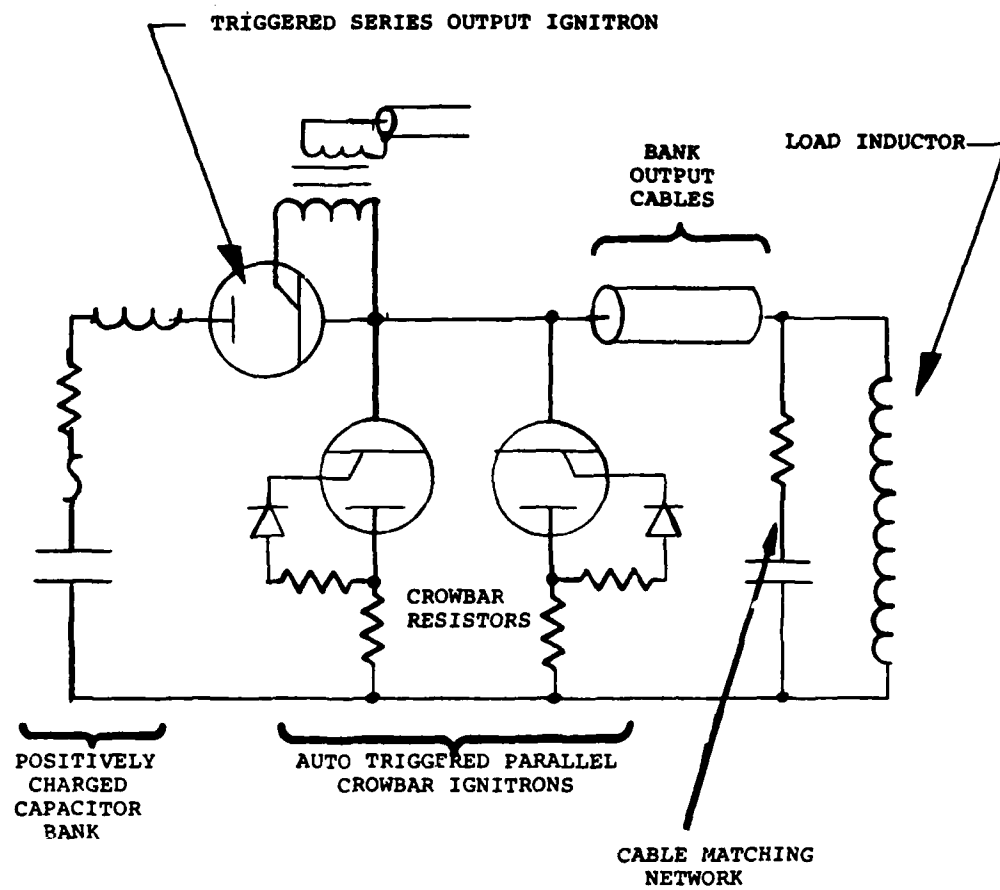 TRIGGERED SERIES OUTPUT IGNITRON
LOAD INDUCTOR
BANK
OUTPUT
CABLES
CROWBAR
RESISTORS
POSITIVELY
CHARGED
CAPACITOR
BANK
AUTO TRIGGERED PARALLEL
CROWBAR IGNITRONS
CABLE MATCHING
NETWORK